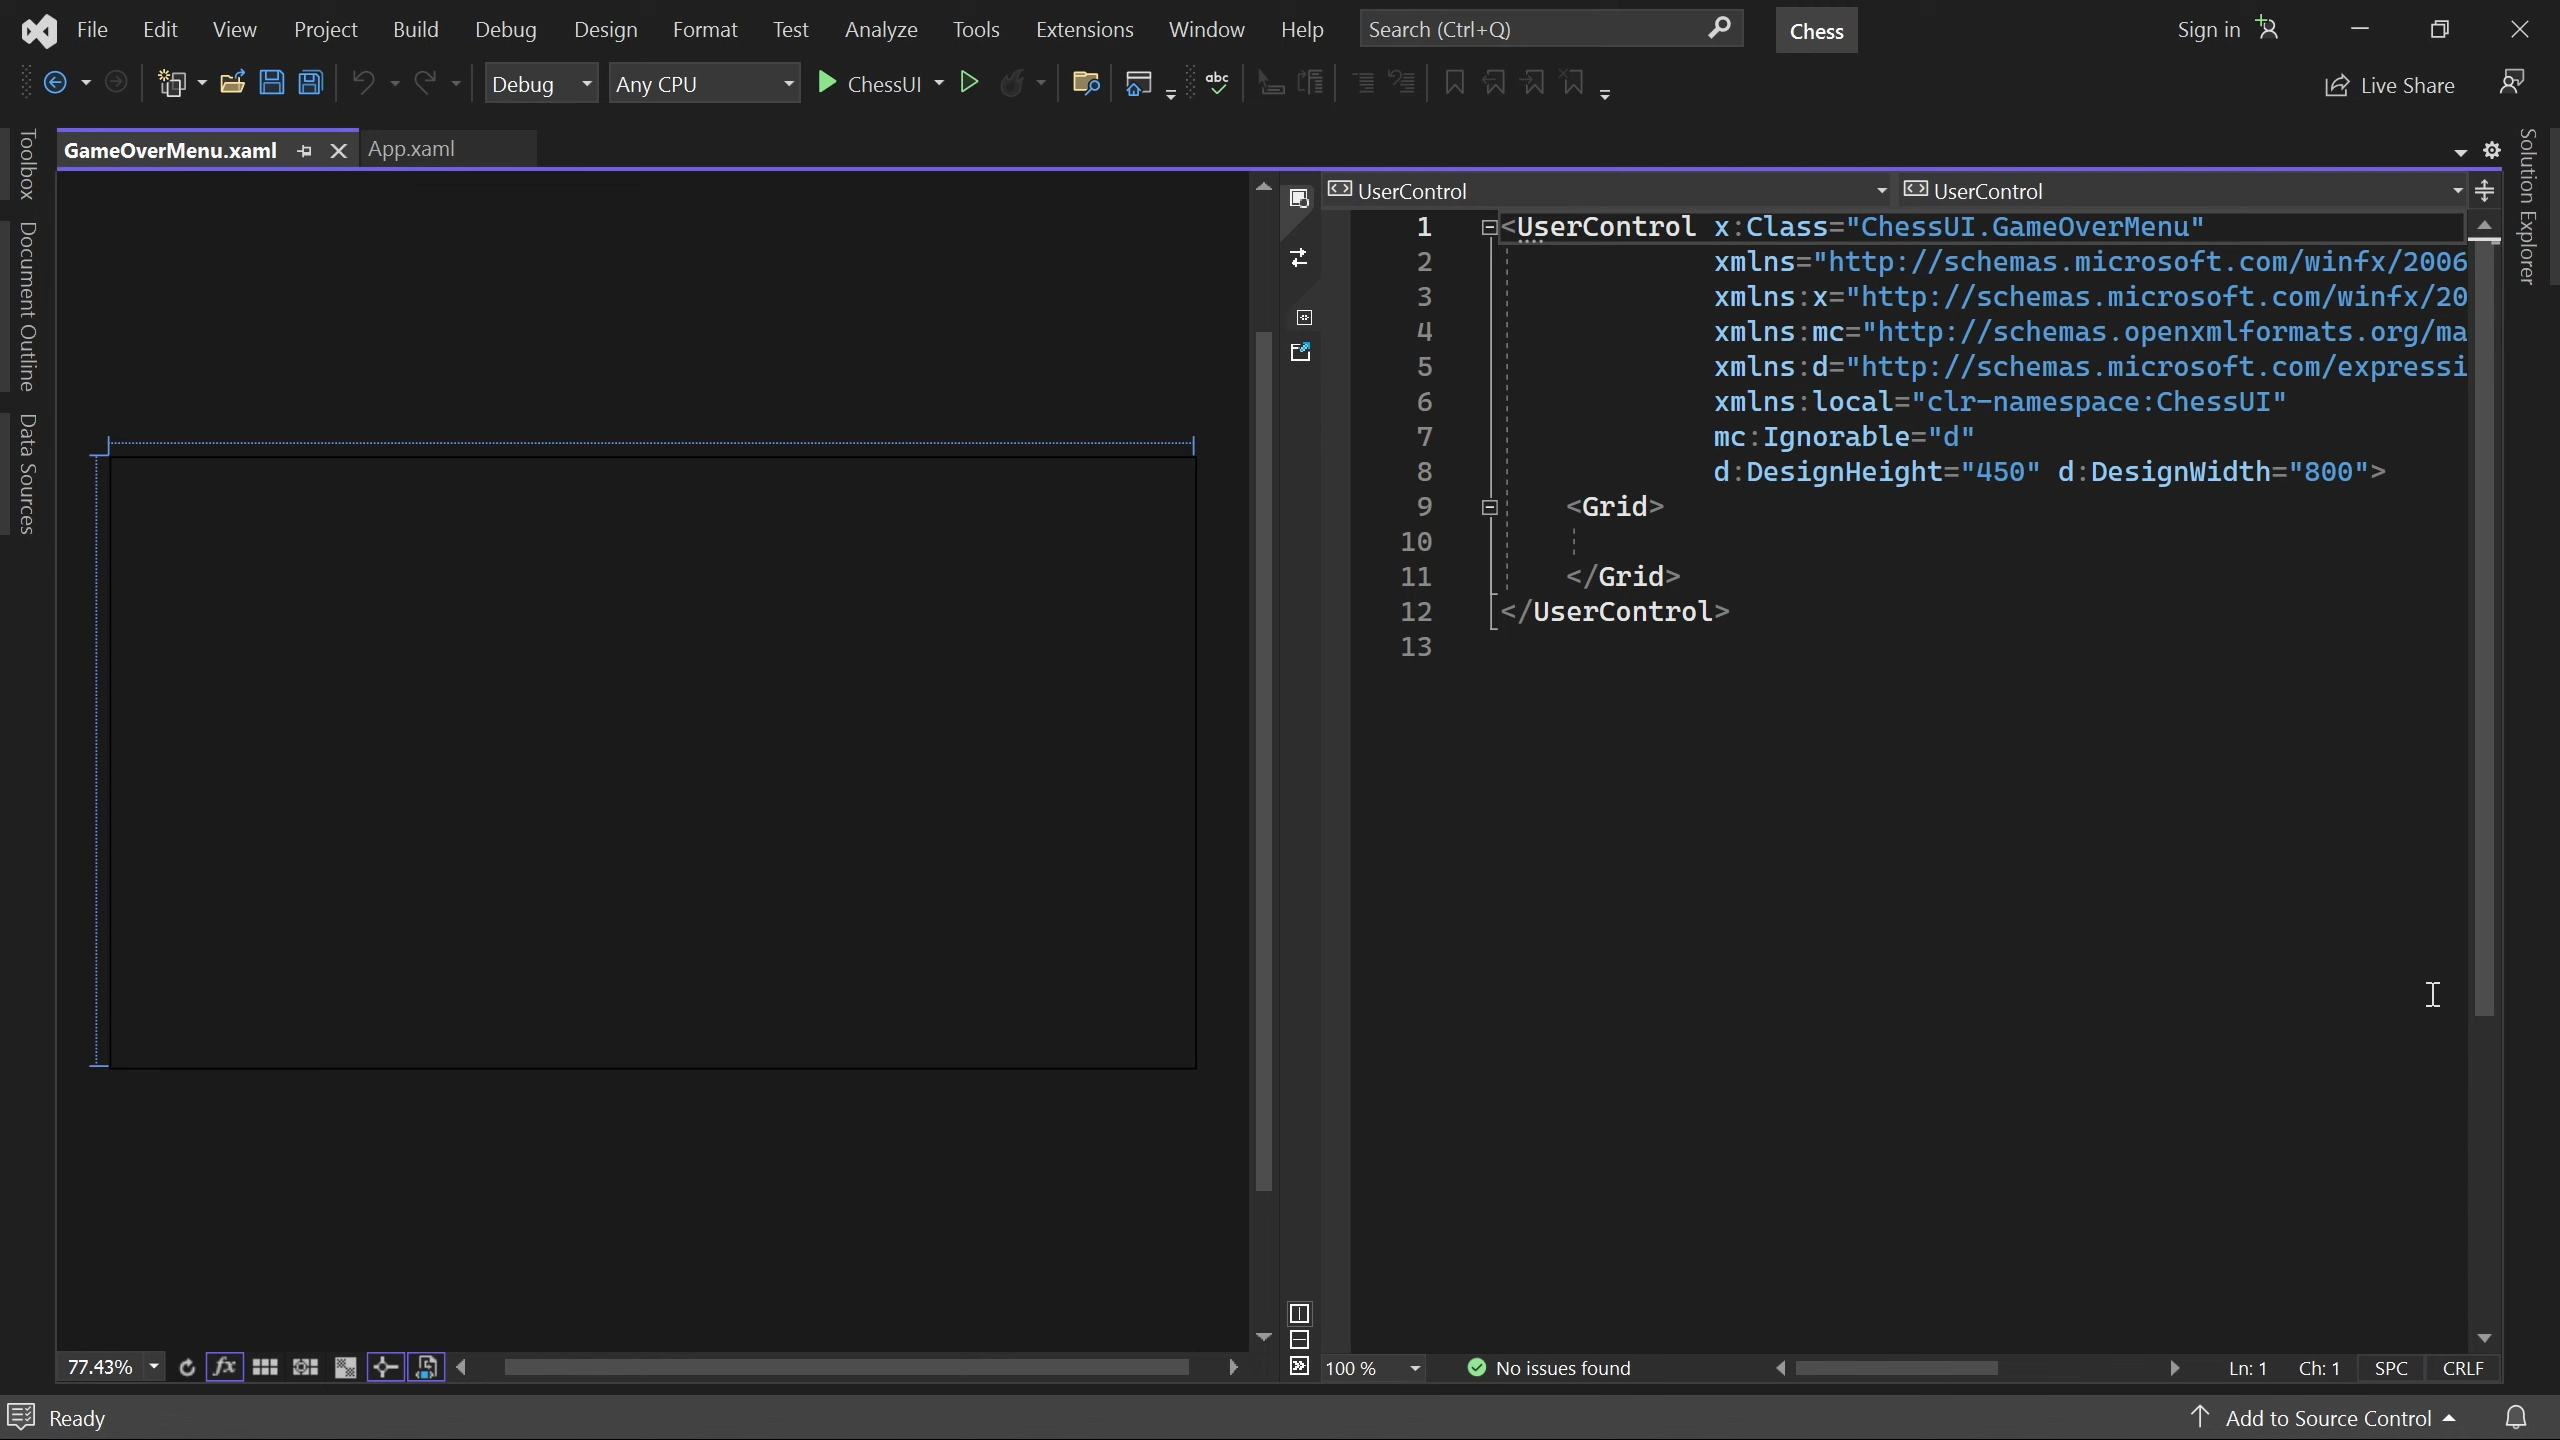 File Edit View Project Build Debug Design Format Test Analyze Tools Extensions Window Help Search (Ctrl+Q) Chess Sign in
Debug Any CPU ChessUI abc Live Share
GameOverMenu.xaml App.xaml
Toolbox
Document Outline
Data Sources
Solution Explorer
UserControl UserControl
1 <UserControl x:Class="ChessUI.GameOverMenu"
2 xmlns="http://schemas.microsoft.com/winfx/2006
3 xmlns:x="http://schemas.microsoft.com/winfx/20
4 xmlns:mc="http://schemas.openxmlformats.org/ma
5 xmlns:d="http://schemas.microsoft.com/expressi
6 xmlns:local="clr-namespace:ChessUI"
7 mc:Ignorable="d"
8 d:DesignHeight="450" d:DesignWidth="800">
9 <Grid>
10
11 </Grid>
12 </UserControl>
13
77.43% fx 100 % No issues found Ln: 1 Ch: 1 SPC CRLF
Ready Add to Source Control